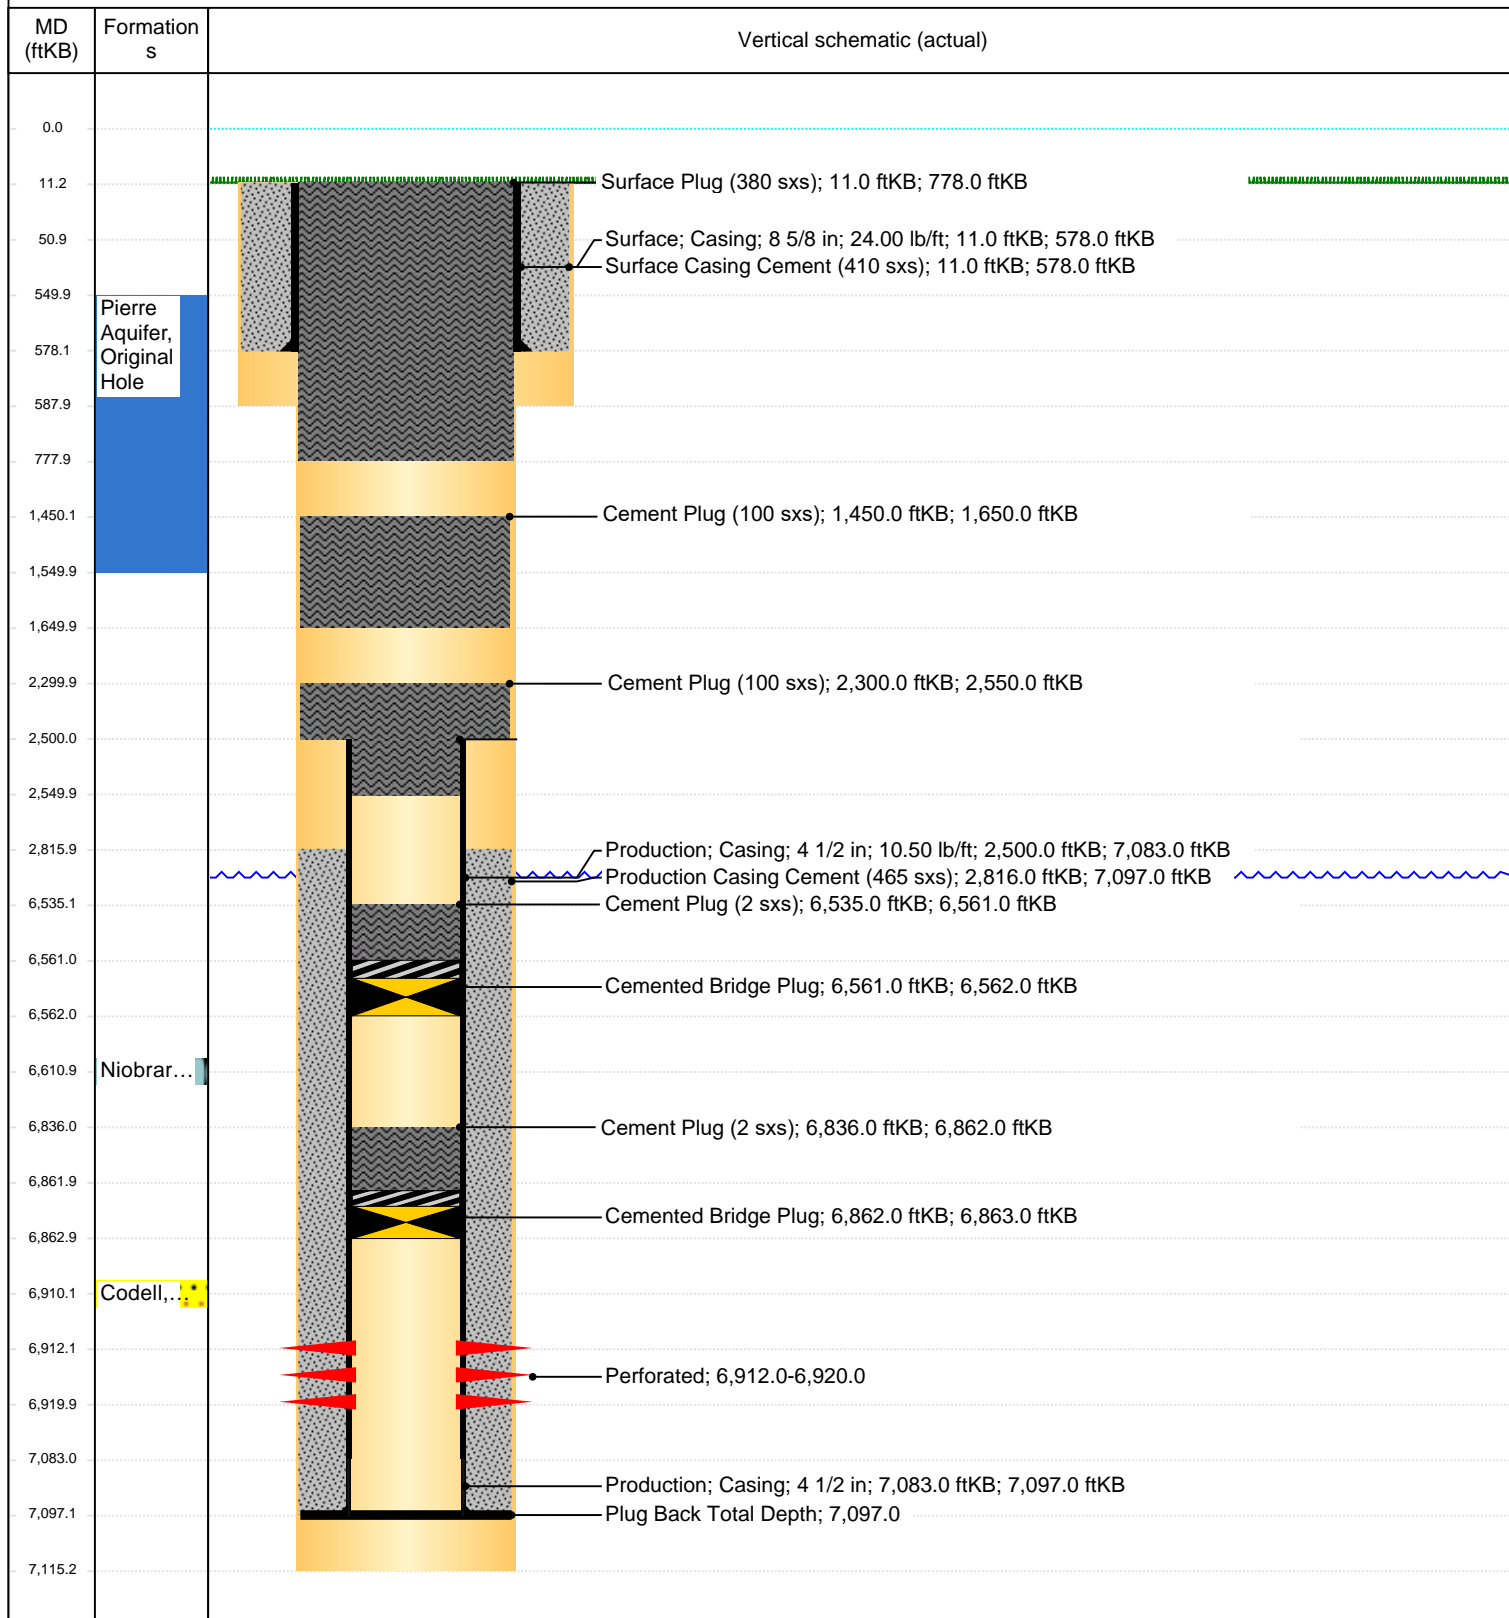 MD
(ftKB)
Formation
s
Vertical schematic (actual)
0.0
11.2
Surface Plug (380 sxs); 11.0 ftKB; 778.0 ftKB
50.9
Surface; Casing; 8 5/8 in; 24.00 lb/ft; 11.0 ftKB; 578.0 ftKB
Surface Casing Cement (410 sxs); 11.0 ftKB; 578.0 ftKB
549.9
Pierre
Aquifer,
Original
Hole
578.1
587.9
777.9
1,450.1
Cement Plug (100 sxs); 1,450.0 ftKB; 1,650.0 ftKB
1,549.9
1,649.9
2,299.9
Cement Plug (100 sxs); 2,300.0 ftKB; 2,550.0 ftKB
2,500.0
2,549.9
2,815.9
Production; Casing; 4 1/2 in; 10.50 lb/ft; 2,500.0 ftKB; 7,083.0 ftKB
Production Casing Cement (465 sxs); 2,816.0 ftKB; 7,097.0 ftKB
6,535.1
Cement Plug (2 sxs); 6,535.0 ftKB; 6,561.0 ftKB
6,561.0
Cemented Bridge Plug; 6,561.0 ftKB; 6,562.0 ftKB
6,562.0
6,610.9
Niobrar…
6,836.0
Cement Plug (2 sxs); 6,836.0 ftKB; 6,862.0 ftKB
6,861.9
Cemented Bridge Plug; 6,862.0 ftKB; 6,863.0 ftKB
6,862.9
6,910.1
Codell,…
6,912.1
Perforated; 6,912.0-6,920.0
6,919.9
7,083.0
Production; Casing; 4 1/2 in; 7,083.0 ftKB; 7,097.0 ftKB
7,097.1
Plug Back Total Depth; 7,097.0
7,115.2